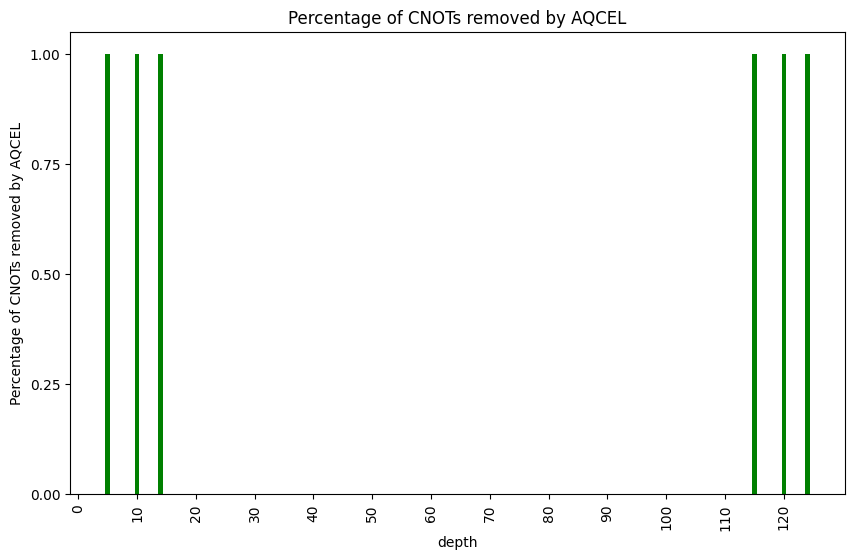 Percentage of CNOTs removed by AQCEL
Percentage of CNOTs removed by AQCEL
1.00
0.75
0.50
0.25
0.00
0 10 20 30 40 50 60 70 80 90 100 110 120
depth